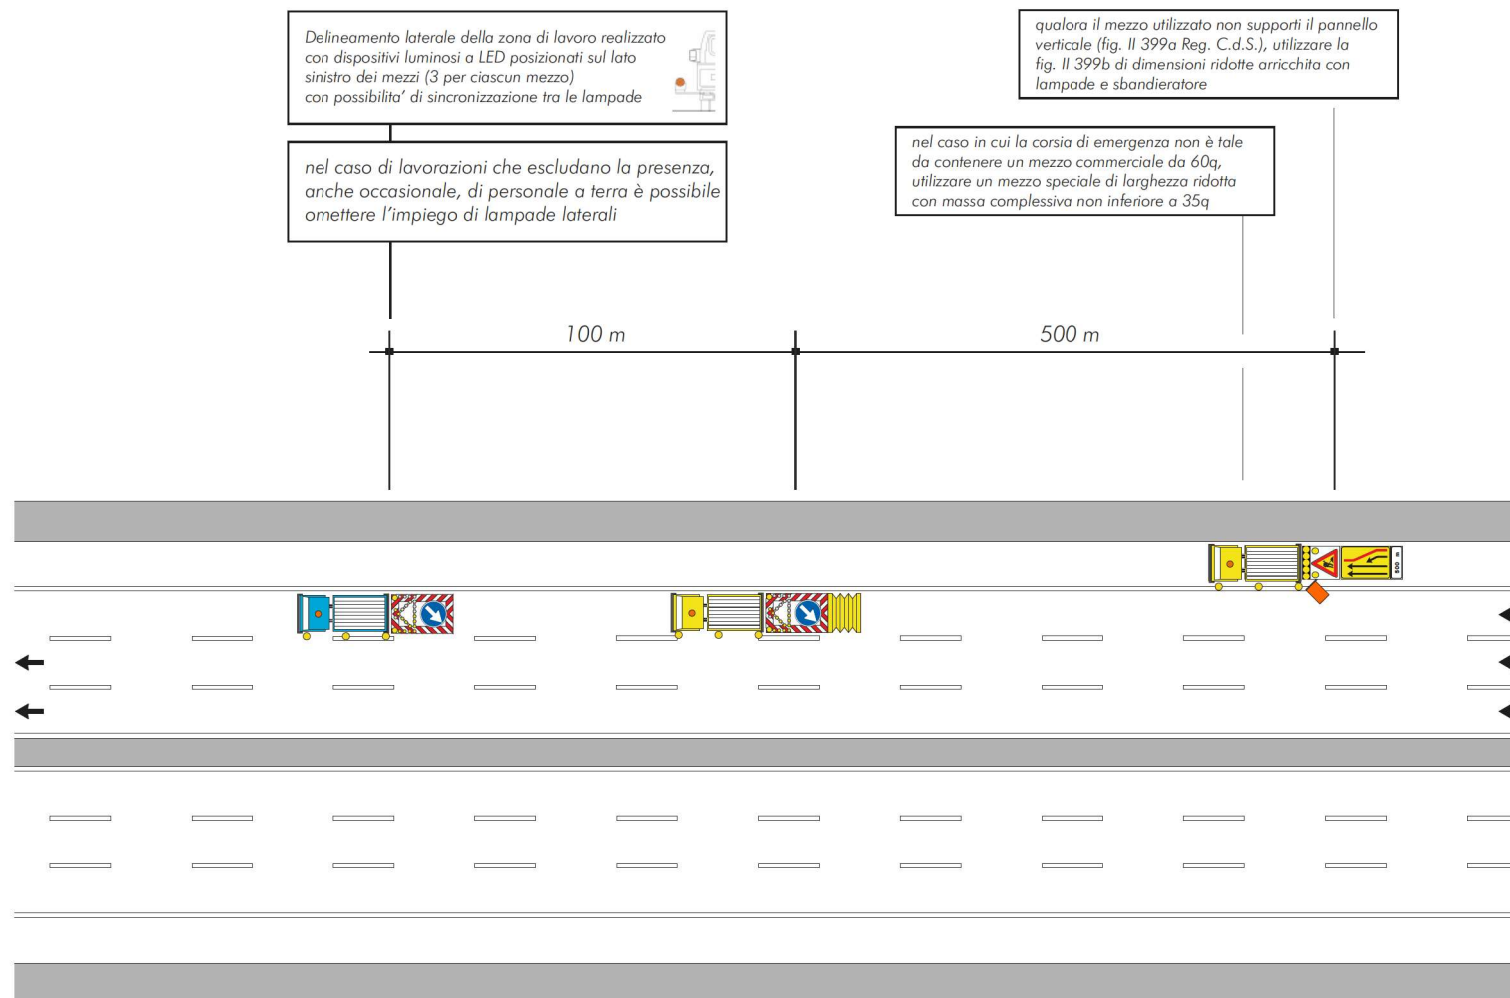 Delineamento laterale della zona di lavoro realizzato
con dispositivi luminosi a LED posizionati sul lato
sinistro dei mezzi (3 per ciascun mezzo)
con possibilita' di sincronizzazione tra le lampade
nel caso di lavorazioni che escludano la presenza,
anche occasionale, di personale a terra è possibile
omettere l'impiego di lampade laterali
qualora il mezzo utilizzato non supporti il pannello
verticale (fig. II 399a Reg. C.d.S.), utilizzare la
fig. II 399b di dimensioni ridotte arricchita con
lampade e sbandieratore
nel caso in cui la corsia di emergenza non è tale
da contenere un mezzo commerciale da 60q,
utilizzare un mezzo speciale di larghezza ridotta
con massa complessiva non inferiore a 35q
100 m
500 m
500 m